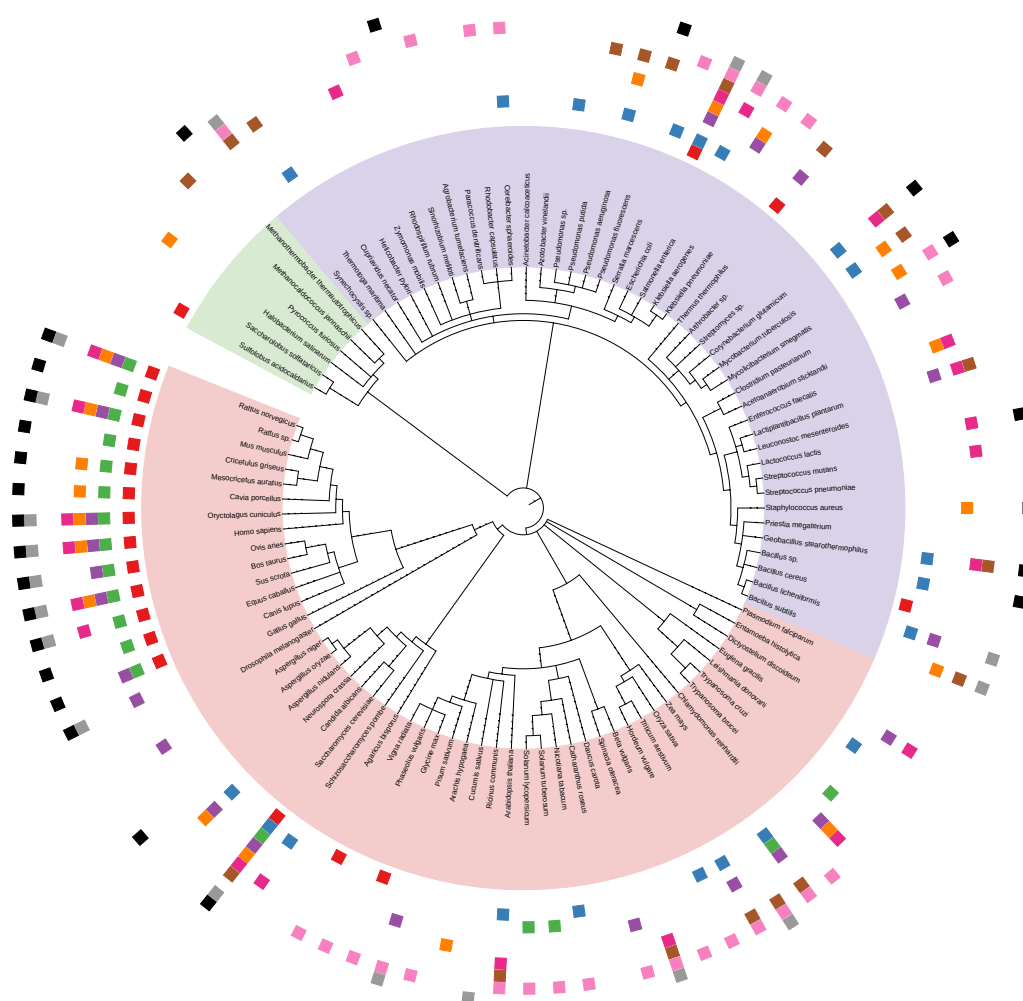 Methanothermobacter thermautotrophicus
Methanocaldococcus jannaschii
Pyrococcus furiosus
Halobacterium salinarum
Saccharolobus solfataricus
Sulfolobus acidocaldarius
Synechocystis sp.
Thermotoga maritima
Cupriavidus necator
Helicobacter pylori
Zymomonas mobilis
Rhodospirillum rubrum
Sinorhizobium meliloti
Agrobacterium tumefaciens
Paracoccus denitrificans
Rhodobacter capsulatus
Cereibacter sphaeroides
Acinetobacter calcoaceticus
Azotobacter vinelandii
Pseudomonas sp.
Pseudomonas putida
Pseudomonas aeruginosa
Pseudomonas fluorescens
Serratia marcescens
Escherichia coli
Salmonella enterica
Klebsiella aerogenes
Klebsiella pneumoniae
Thermus thermophilus
Arthrobacter sp.
Streptomyces sp.
Corynebacterium glutamicum
Mycobacterium tuberculosis
Mycolicibacterium smegmatis
Clostridium pasteurianum
Acetoanaerobium sticklandii
Enterococcus faecalis
Lactiplantibacillus plantarum
Leuconostoc mesenteroides
Lactococcus lactis
Streptococcus mutans
Streptococcus pneumoniae
Staphylococcus aureus
Priestia megaterium
Geobacillus stearothermophilus
Bacillus sp.
Bacillus cereus
Bacillus licheniformis
Bacillus subtilis
Plasmodium falciparum
Entamoeba histolytica
Dictyostelium discoideum
Euglena gracilis
Leishmania donovani
Trypanosoma cruzi
Trypanosoma brucei
Chlamydomonas reinhardtii
Zea mays
Oryza sativa
Triticum aestivum
Hordeum vulgare
Beta vulgaris
Spinacia oleracea
Daucus carota
Catharanthus roseus
Nicotiana tabacum
Solanum tuberosum
Solanum lycopersicum
Arabidopsis thaliana
Ricinus communis
Cucumis sativus
Arachis hypogaea
Pisum sativum
Glycine max
Phaseolus vulgaris
Vigna radiata
Agaricus bisporus
Schizosaccharomyces pombe
Saccharomyces cerevisiae
Candida albicans
Neurospora crassa
Aspergillus nidulans
Aspergillus oryzae
Aspergillus niger
Drosophila melanogaster
Gallus gallus
Canis lupus
Equus caballus
Sus scrofa
Bos taurus
Ovis aries
Homo sapiens
Oryctolagus cuniculus
Cavia porcellus
Mesocricetus auratus
Cricetulus griseus
Mus musculus
Rattus sp.
Rattus norvegicus